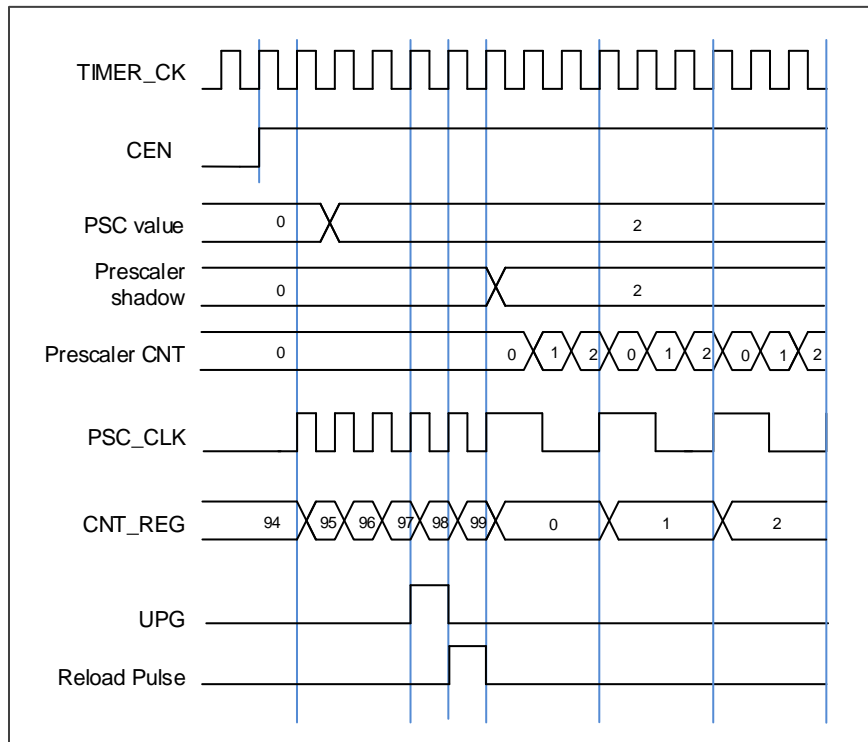 TIMER_CK
CEN
PSC value 0 2
Prescaler
shadow 0 2
Prescaler CNT 0 0 1 2 0 1 2 0 1 2
PSC_CLK
CNT_REG 94 95 96 97 98 99 0 1 2
UPG
Reload Pulse